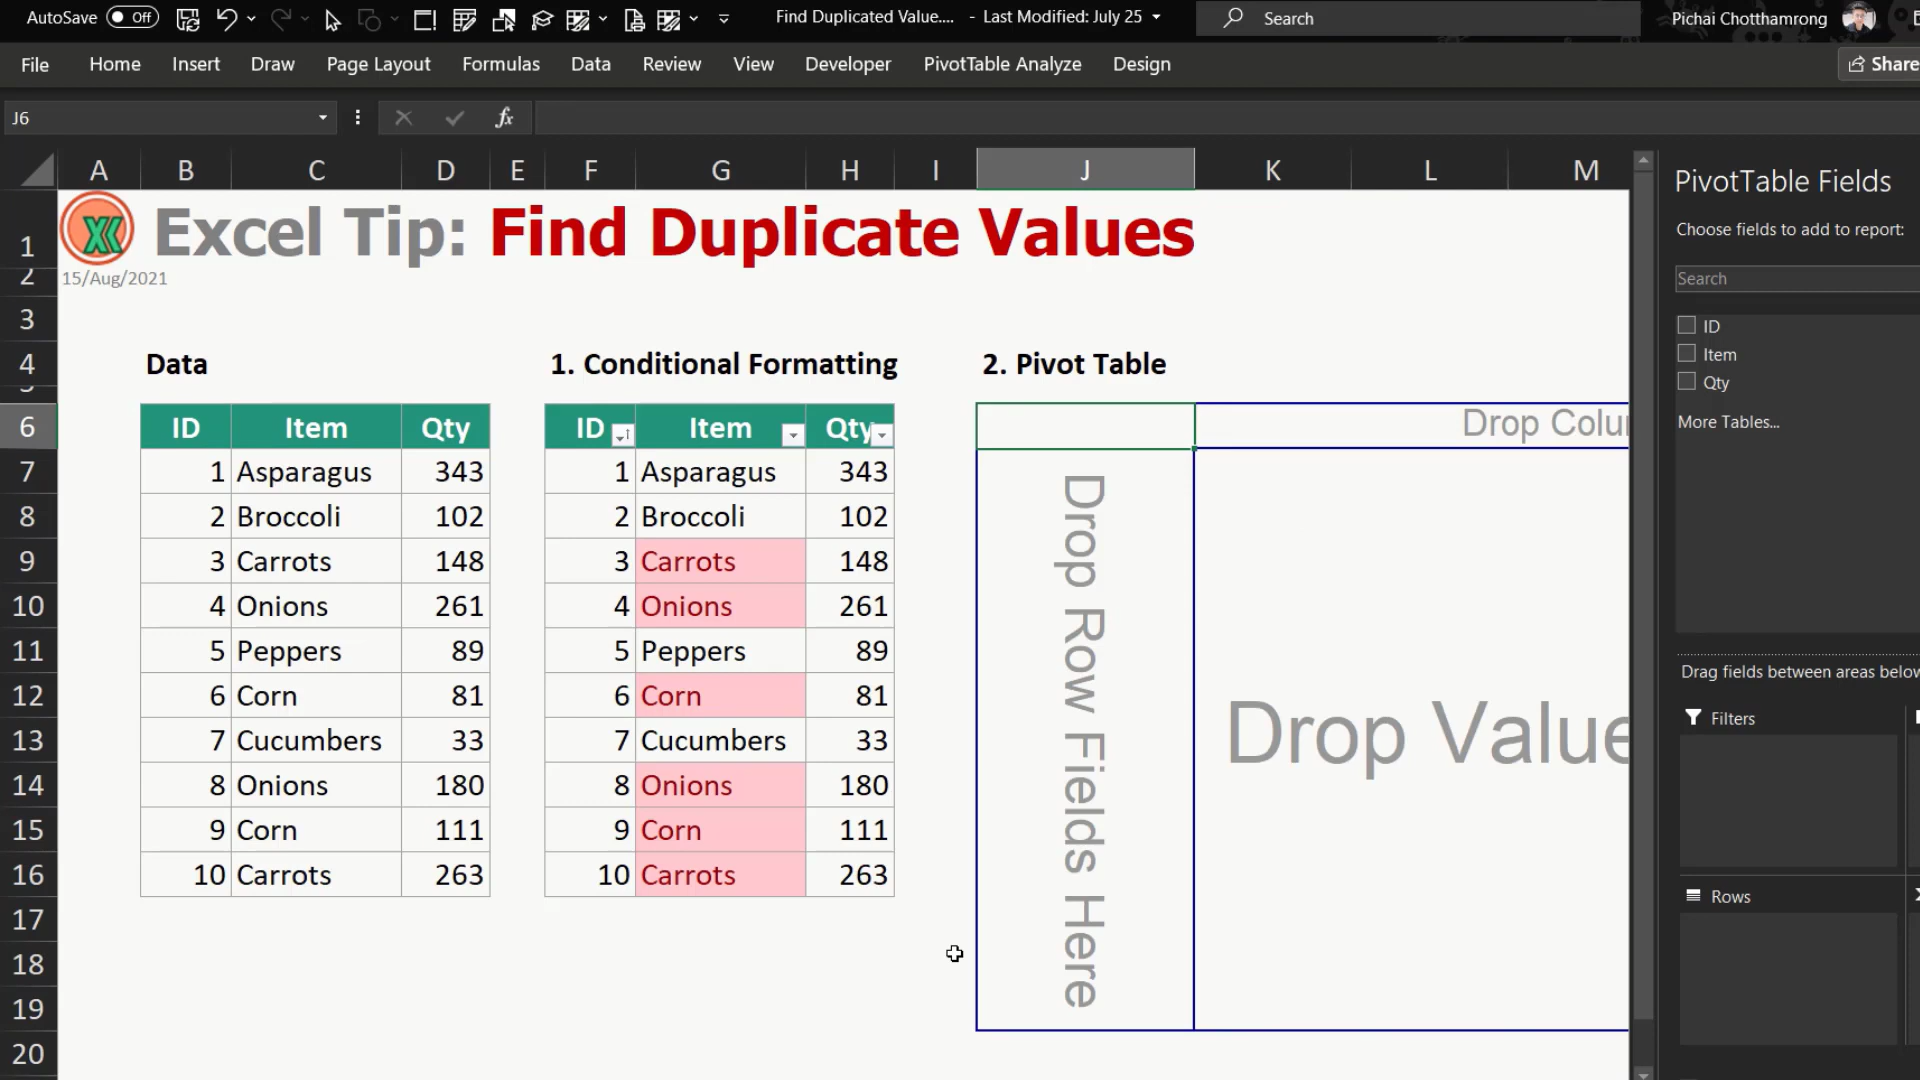 AutoSave Off Find Duplicated Value.... - Last Modified: July 25 Search Pichai Chotthamrong
File Home Insert Draw Page Layout Formulas Data Review View Developer PivotTable Analyze Design Share
J6 fx
A B C D E F G H I J K L M
1 Excel Tip: Find Duplicate Values
2 15/Aug/2021
3
4 Data 1. Conditional Formatting 2. Pivot Table
6 ID Item Qty ID Item Qty Drop Colu
7 1 Asparagus 343 1 Asparagus 343
8 2 Broccoli 102 2 Broccoli 102
9 3 Carrots 148 3 Carrots 148
10 4 Onions 261 4 Onions 261
11 5 Peppers 89 5 Peppers 89
12 6 Corn 81 6 Corn 81
13 7 Cucumbers 33 7 Cucumbers 33
14 8 Onions 180 8 Onions 180
15 9 Corn 111 9 Corn 111
16 10 Carrots 263 10 Carrots 263
17
18
19
20
Drop Row Fields Here
Drop Value
PivotTable Fields
Choose fields to add to report:
Search
ID
Item
Qty
More Tables...
Drag fields between areas below
Filters
Rows